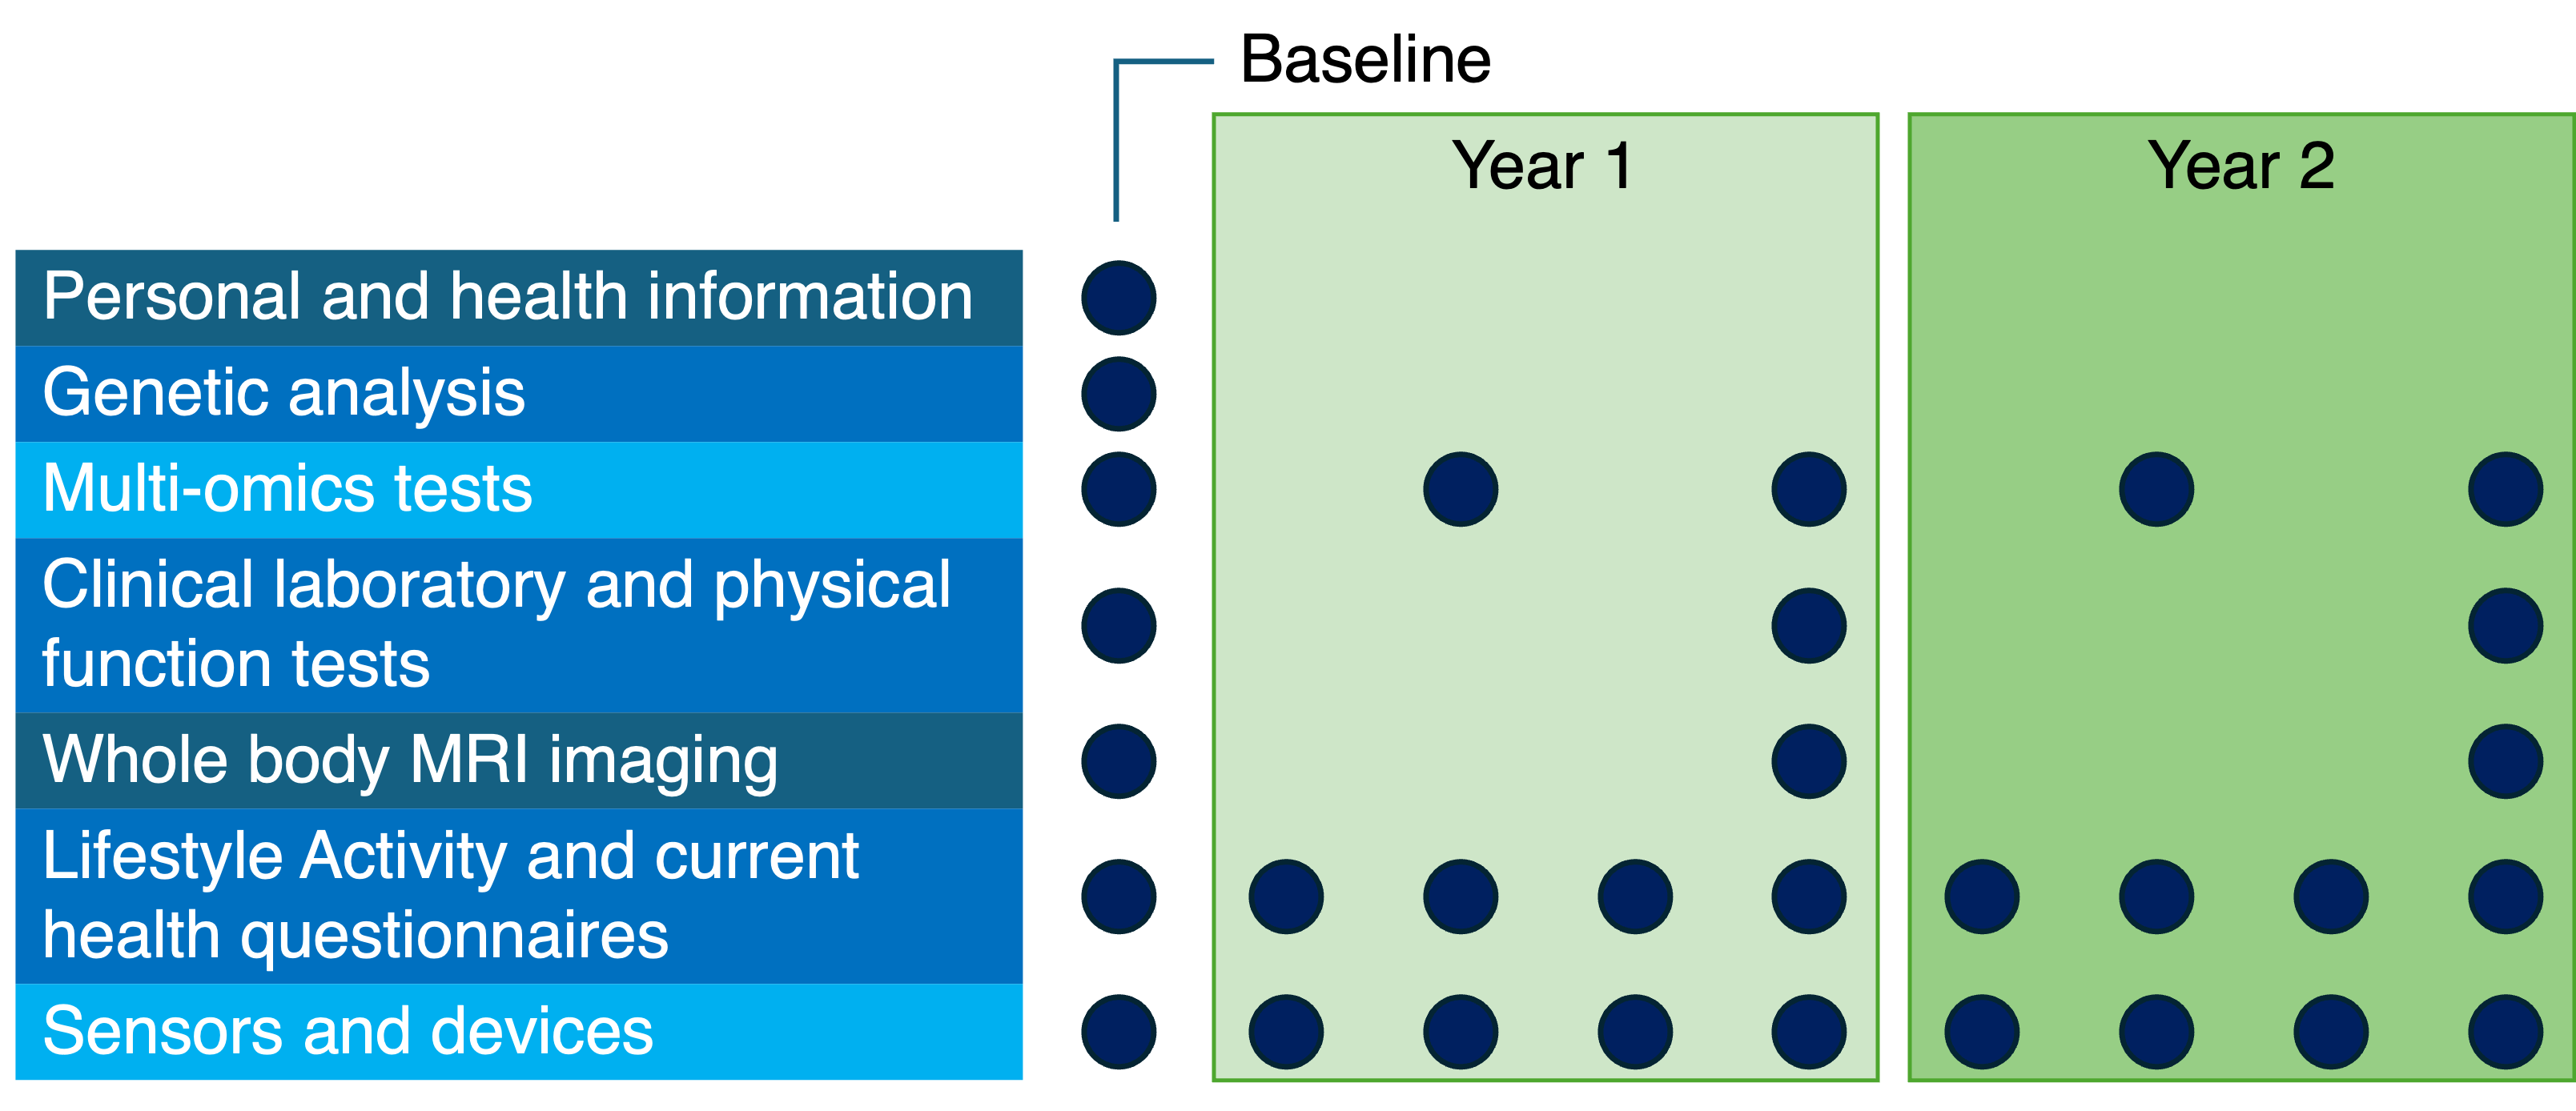 Baseline
Year 1
Year 2
Personal and health information
Genetic analysis
Multi-omics tests
Clinical laboratory and physical
function tests
Whole body MRI imaging
Lifestyle Activity and current
health questionnaires
Sensors and devices